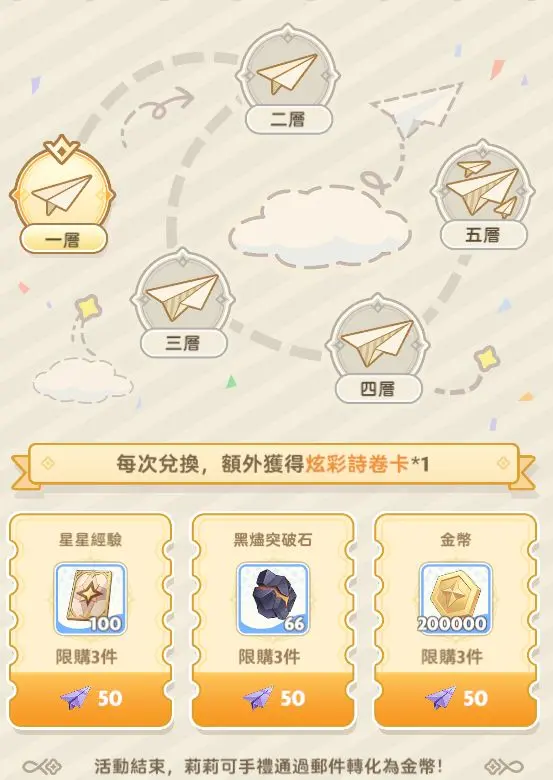 二層
一層
五層
三層
四層
每次兌換，額外獲得炫彩詩卷卡*1
星星經驗
黑燼突破石
金幣
100
66
200000
限購3件
限購3件
限購3件
50
50
50
活動結束，莉莉可手禮通過郵件轉化為金幣!